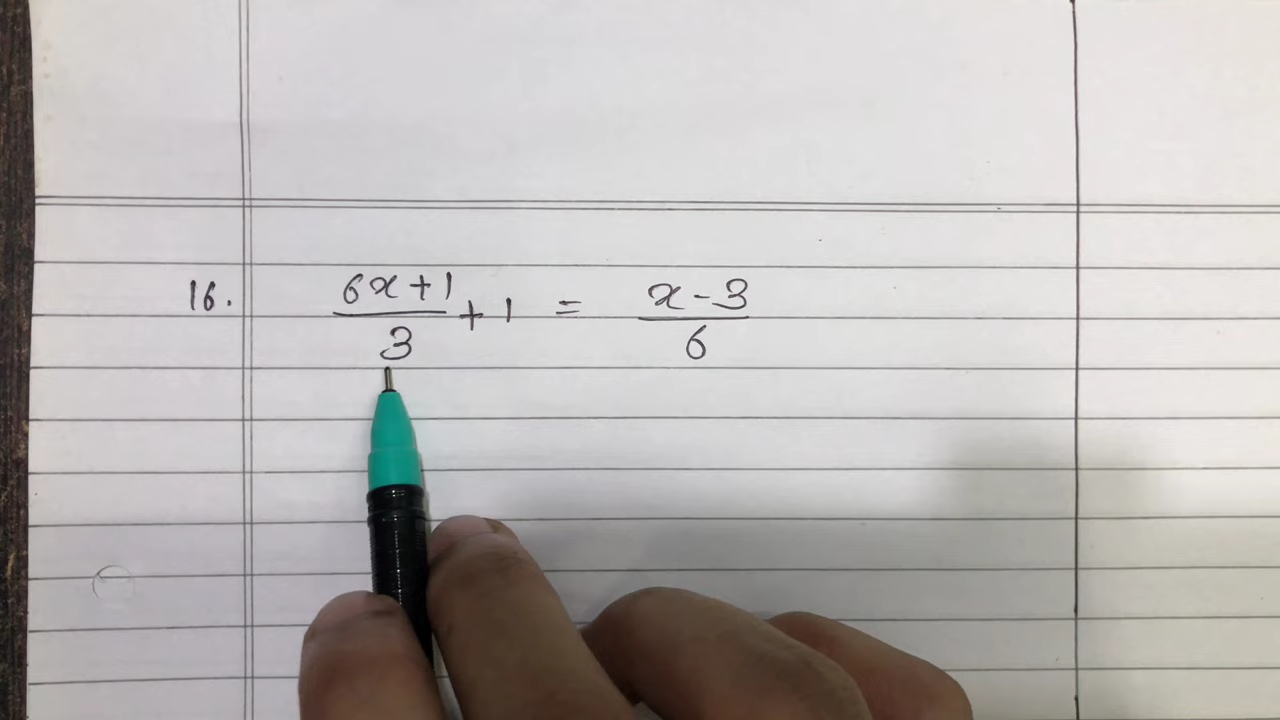 16. (6x+1)/3 + 1 = (x-3)/6